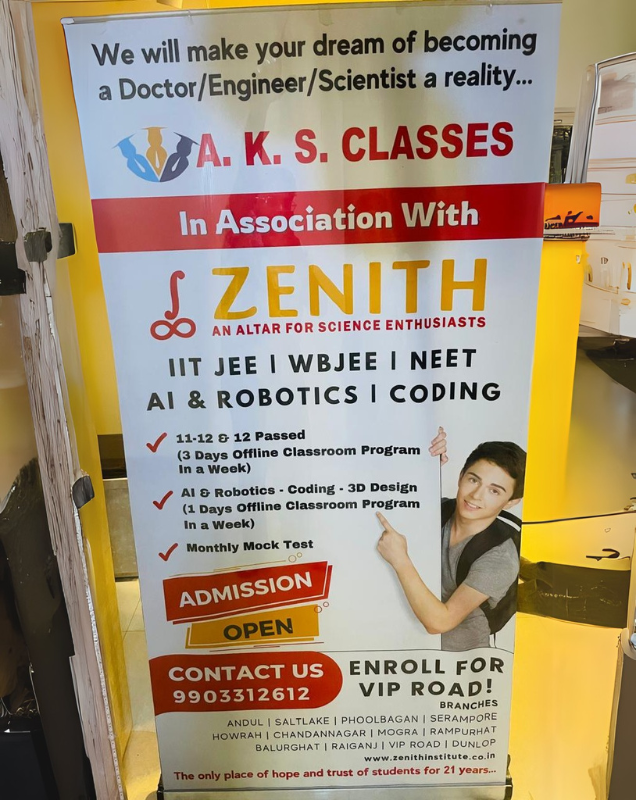 We will make your dream of becoming
a Doctor/Engineer/Scientist a reality...
A. K. S. CLASSES
In Association With
ZENITH
AN ALTAR FOR SCIENCE ENTHUSIASTS
IIT JEE | WBJEE | NEET
AI & ROBOTICS | CODING
11-12 & 12 Passed
(3 Days Offline Classroom Program
In a Week)
AI & Robotics - Coding - 3D Design
(1 Days Offline Classroom Program
In a Week)
Monthly Mock Test
ADMISSION
OPEN
CONTACT US
9903312612
ENROLL FOR
VIP ROAD!
BRANCHES
ANDUL | SALTLAKE | PHOOLBAGAN | SERAMPORE
HOWRAH | CHANDANNAGAR | MOGRA | RAMPURHAT
BALURGHAT | RAIGANJ | VIP ROAD | DUNLOP
www.zenithinstitute.co.in
The only place of hope and trust of students for 21 years...